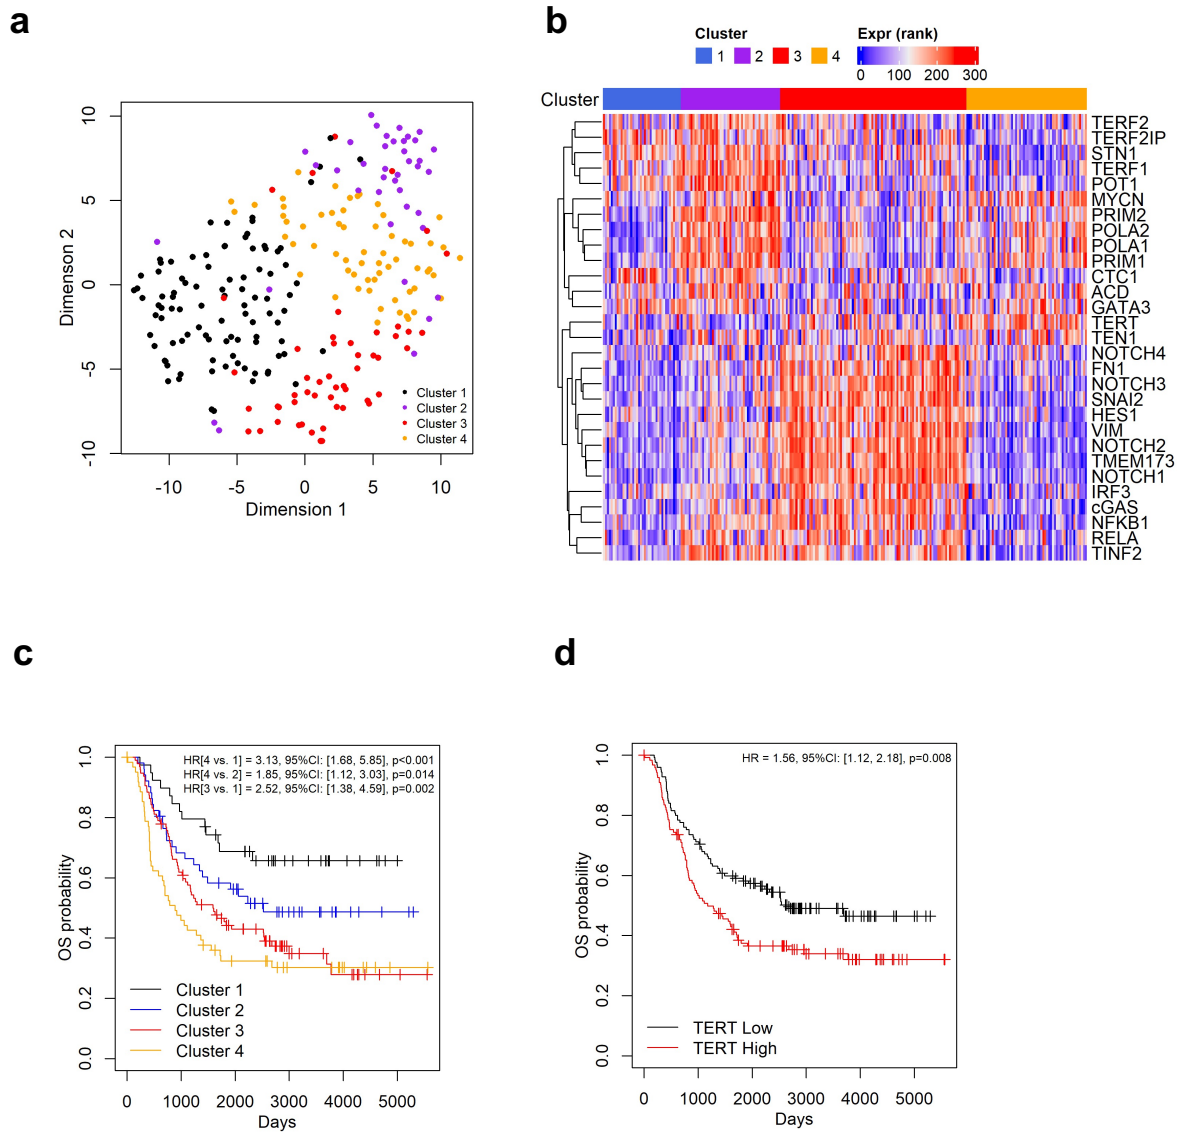 a
10
5
0
-5
-10
Dimenson 2
-10 -5 0 5 10
Dimension 1
Cluster 1
Cluster 2
Cluster 3
Cluster 4
b
Cluster
1 2 3 4
Expr (rank)
0 100 200 300
Cluster
TERF2
TERF2IP
STN1
TERF1
POT1
MYCN
PRIM2
POLA2
POLA1
PRIM1
CTC1
ACD
GATA3
TERT
TEN1
NOTCH4
FN1
NOTCH3
SNAI2
HES1
VIM
NOTCH2
TMEM173
NOTCH1
IRF3
cGAS
NFKB1
RELA
TINF2
c
HR[4 vs. 1] = 3.13, 95%CI: [1.68, 5.85], p<0.001
HR[4 vs. 2] = 1.85, 95%CI: [1.12, 3.03], p=0.014
HR[3 vs. 1] = 2.52, 95%CI: [1.38, 4.59], p=0.002
1.0
0.8
0.6
0.4
0.2
0.0
OS probability
Cluster 1
Cluster 2
Cluster 3
Cluster 4
0 1000 2000 3000 4000 5000
Days
d
HR = 1.56, 95%CI: [1.12, 2.18], p=0.008
1.0
0.8
0.6
0.4
0.2
0.0
OS probability
TERT Low
TERT High
0 1000 2000 3000 4000 5000
Days